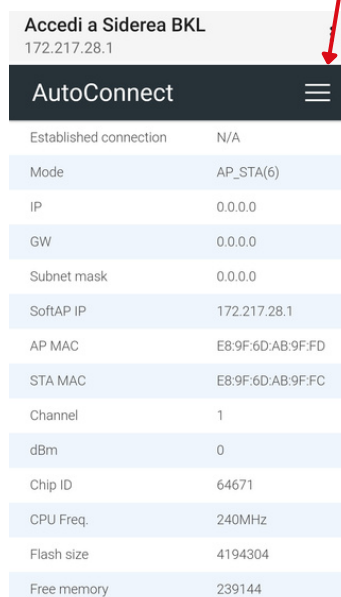 Accedi a Siderea BKL
172.217.28.1
AutoConnect
Established connection N/A
Mode AP_STA(6)
IP 0.0.0.0
GW 0.0.0.0
Subnet mask 0.0.0.0
SoftAP IP 172.217.28.1
AP MAC E8:9F:6D:AB:9F:FD
STA MAC E8:9F:6D:AB:9F:FC
Channel 1
dBm 0
Chip ID 64671
CPU Freq. 240MHz
Flash size 4194304
Free memory 239144